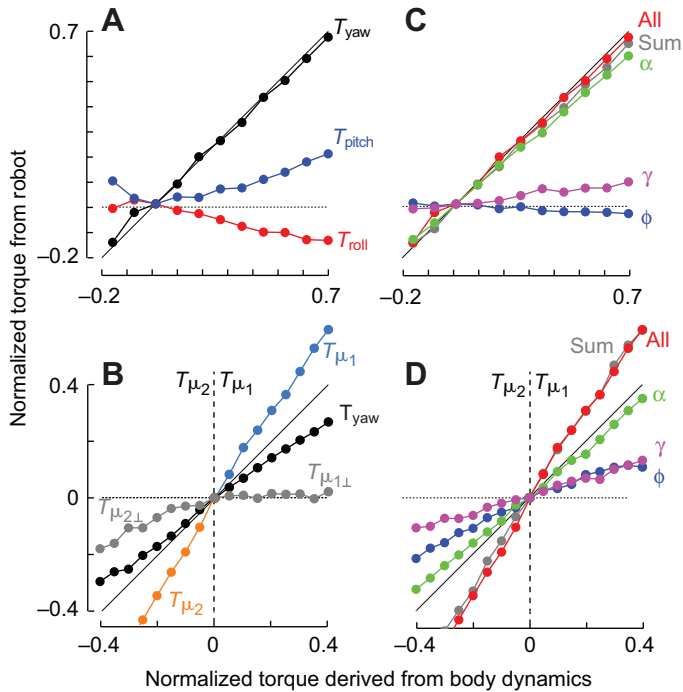 A
C
0.7
T_yaw
T_pitch
T_roll
–0.2
–0.2
0.7
All
Sum
α
γ
ϕ
–0.2
0.7
Normalized torque from robot
B
D
T_μ2
T_μ1
T_μ1
T_yaw
T_μ1⊥
T_μ2⊥
T_μ2
0.4
0
–0.4
–0.4
0
0.4
T_μ2
T_μ1
Sum
All
α
γ
ϕ
–0.4
0
0.4
Normalized torque derived from body dynamics